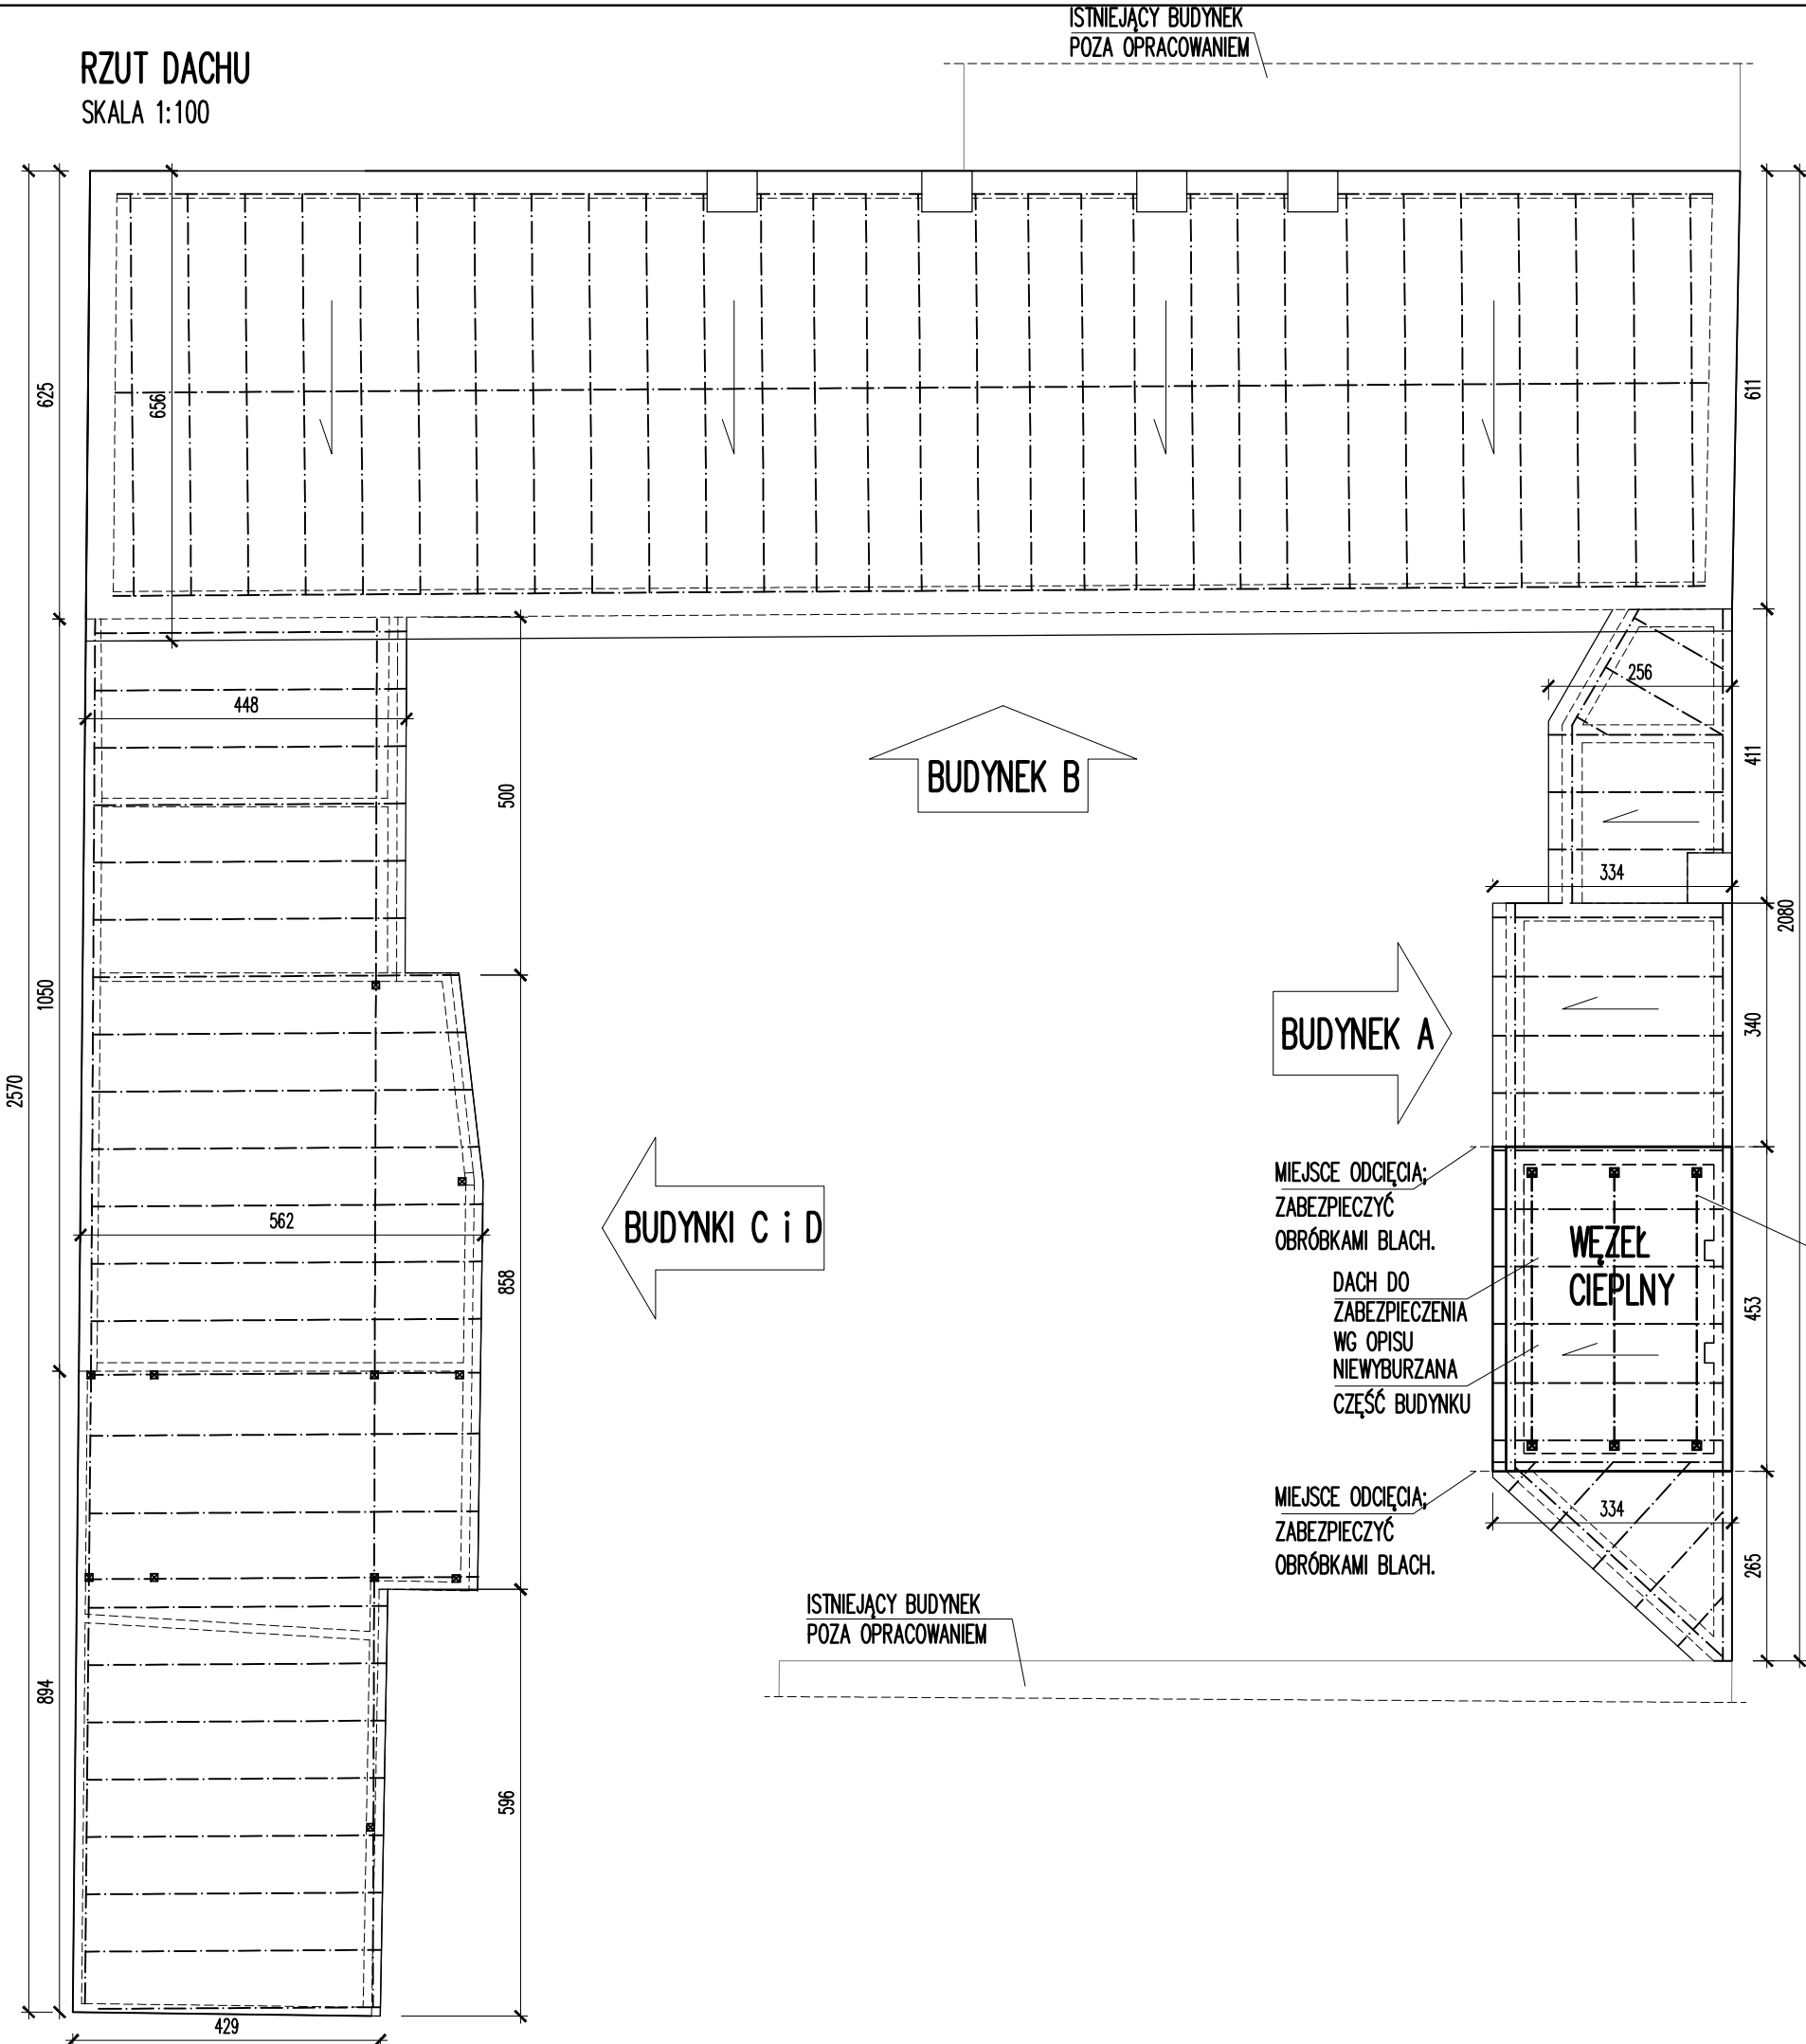 ISTNIEJĄCY BUDYNEK
POZA OPRACOWANIEM
RZUT DACHU
SKALA 1:100
625
656
611
448
256
500
411
BUDYNEK B
334
2080
1050
340
BUDYNEK A
2570
562
BUDYNKI C i D
858
MIEJSCE ODCIĘCIA;
ZABEZPIECZYĆ
OBRÓBKAMI BLACH.
WĘZEŁ
CIEPLNY
DACH DO
ZABEZPIECZENIA
WG OPISU
NIEWYBURZANA
CZĘŚĆ BUDYNKU
453
MIEJSCE ODCIĘCIA;
ZABEZPIECZYĆ
OBRÓBKAMI BLACH.
334
265
ISTNIEJĄCY BUDYNEK
POZA OPRACOWANIEM
894
596
429